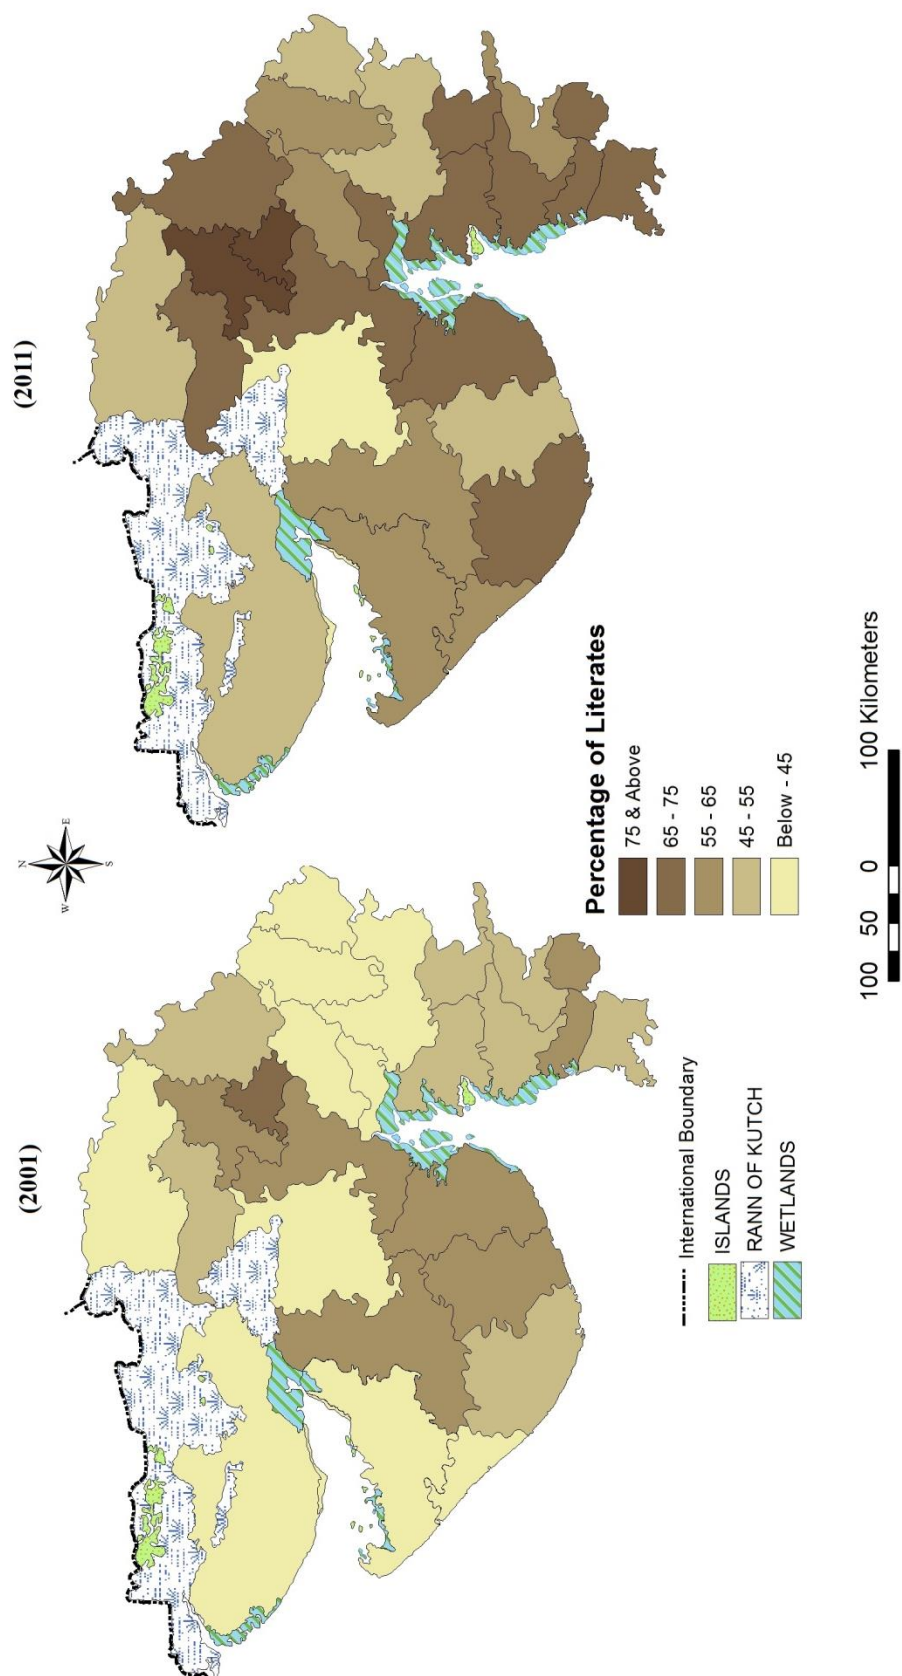 (2001)
(2011)
N
W
E
S
International Boundary
ISLANDS
RANN OF KUTCH
WETLANDS
Percentage of Literates
75 & Above
65 - 75
55 - 65
45 - 55
Below - 45
100 50 0 100 Kilometers